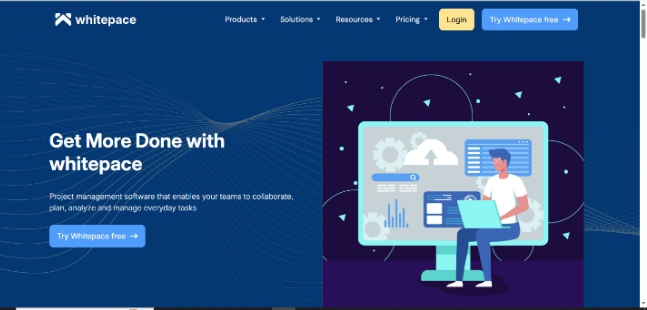 whitepace
Products
Solutions
Resources
Pricing
Login
Try Whitepace free →
Get More Done with
whitepace
Project management software that enables your teams to collaborate,
plan, analyze and manage everyday tasks
Try Whitepace free →